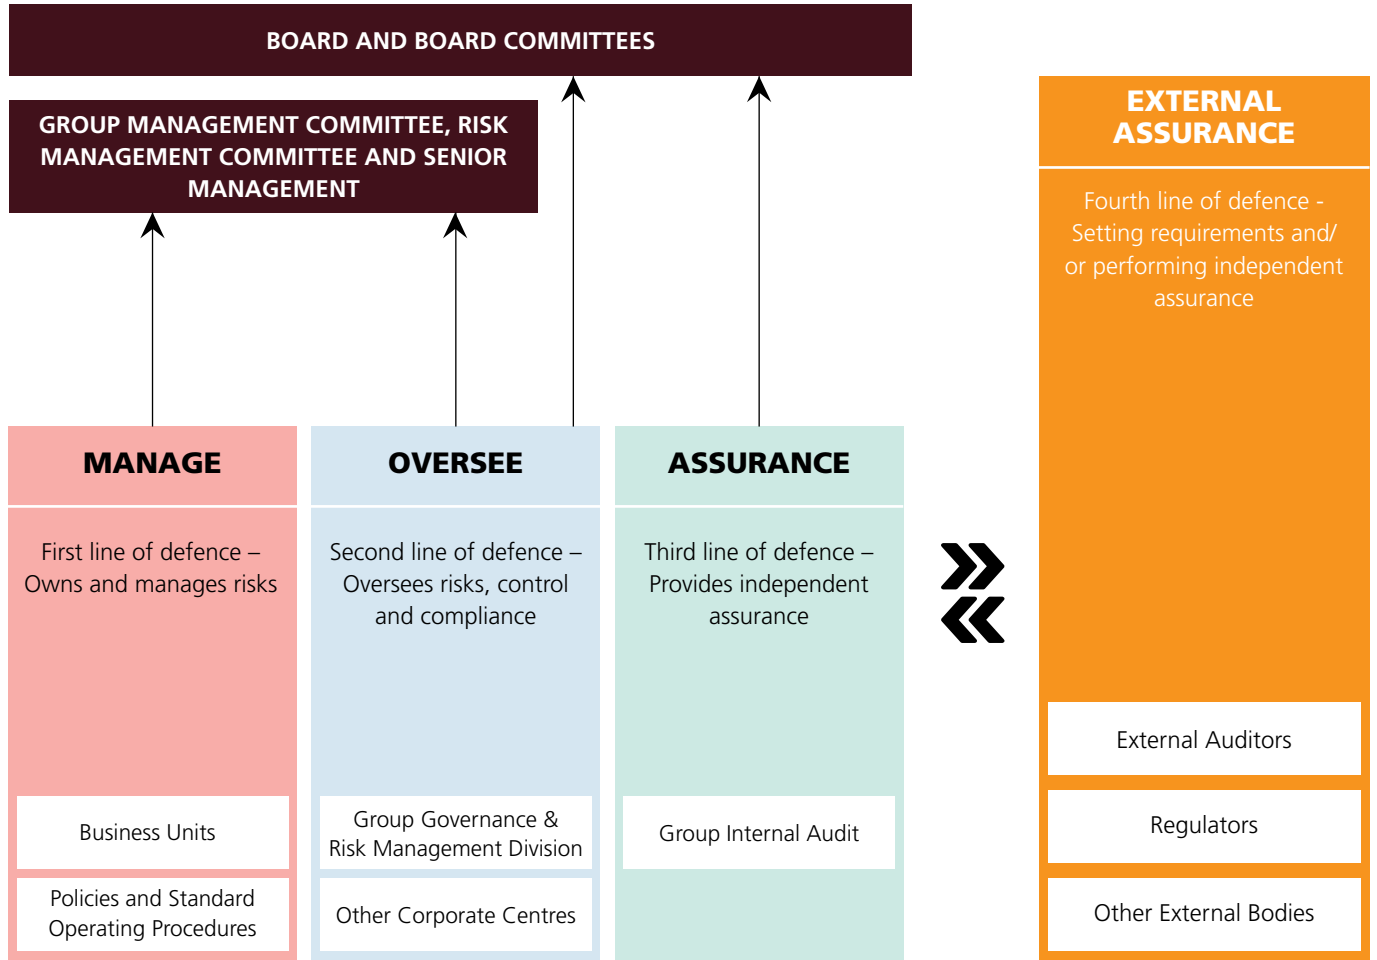 BOARD AND BOARD COMMITTEES
GROUP MANAGEMENT COMMITTEE, RISK
MANAGEMENT COMMITTEE AND SENIOR
MANAGEMENT
MANAGE
First line of defence –
Owns and manages risks
Business Units
Policies and Standard
Operating Procedures
OVERSEE
Second line of defence –
Oversees risks, control
and compliance
Group Governance &
Risk Management Division
Other Corporate Centres
ASSURANCE
Third line of defence –
Provides independent
assurance
Group Internal Audit
EXTERNAL
ASSURANCE
Fourth line of defence -
Setting requirements and/
or performing independent
assurance
External Auditors
Regulators
Other External Bodies